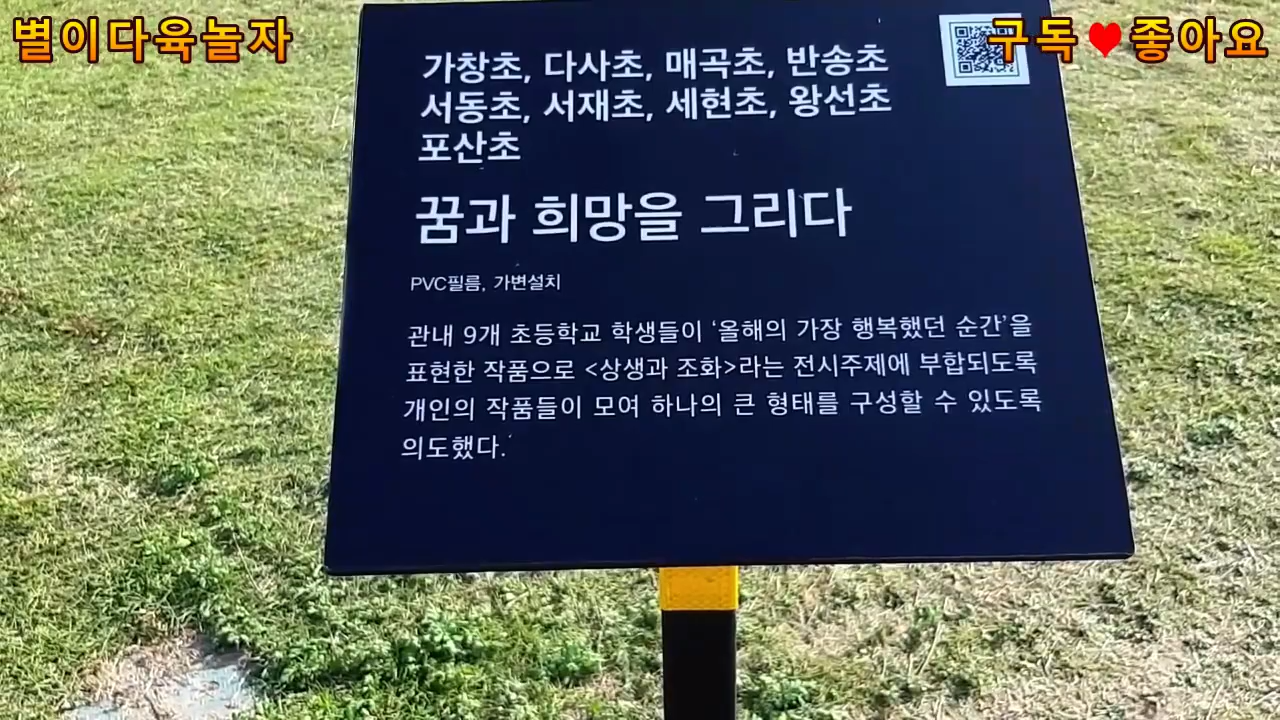 별이다육놀자
구독♥좋아요
가창초, 다사초, 매곡초, 반송초
서동초, 서재초, 세현초, 왕선초
포산초
꿈과 희망을 그리다
PVC필름, 가변설치
관내 9개 초등학교 학생들이 ‘올해의 가장 행복했던 순간’을
표현한 작품으로 <상생과 조화>라는 전시주제에 부합되도록
개인의 작품들이 모여 하나의 큰 형태를 구성할 수 있도록
의도했다.